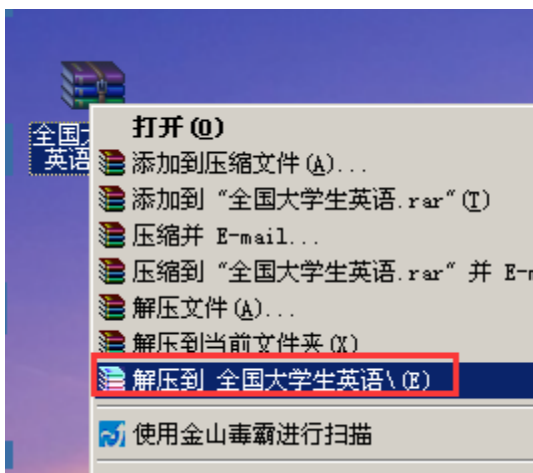 全国大
英语
打开(O)
添加到压缩文件(A)...
添加到 "全国大学生英语.rar"(T)
压缩并 E-mail...
压缩到 "全国大学生英语.rar" 并 E-m
解压文件(A)...
解压到当前文件夹(X)
解压到 全国大学生英语\(E)
使用金山毒霸进行扫描